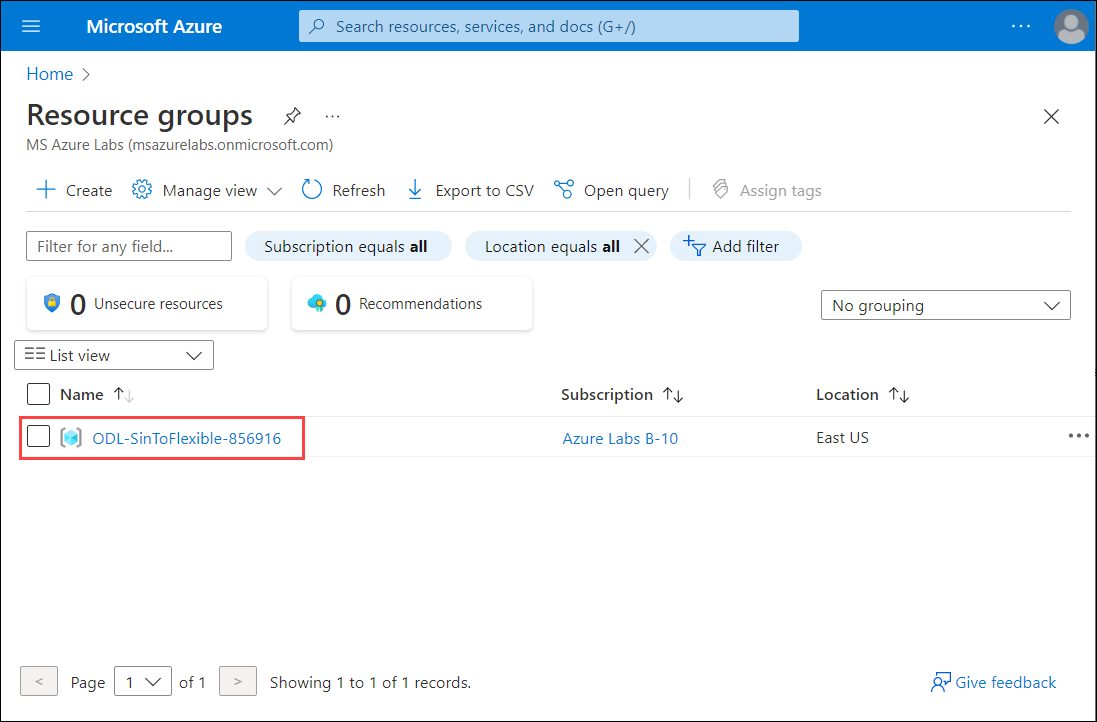 Microsoft Azure
Search resources, services, and docs (G+/)
...
Home >
Resource groups ...
MS Azure Labs (msazurelabs.onmicrosoft.com)
Create Manage view Refresh Export to CSV Open query Assign tags
Filter for any field... Subscription equals all Location equals all Add filter
0 Unsecure resources 0 Recommendations No grouping
List view
Name Subscription Location
ODL-SinToFlexible-856916 Azure Labs B-10 East US ...
< Page 1 of 1 > Showing 1 to 1 of 1 records. Give feedback